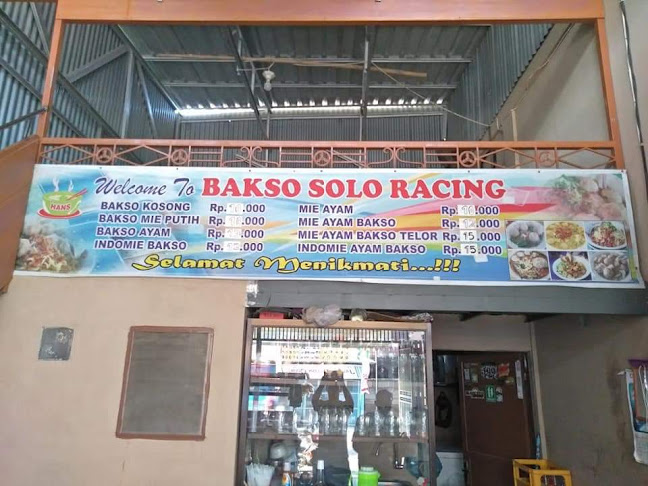 HANS
Welcome To BAKSO SOLO RACING
BAKSO KOSONG Rp. .000
BAKSO MIE PUTIH Rp. .000
BAKSO AYAM Rp. .000
INDOMIE BAKSO Rp. .000
MIE AYAM Rp. .000
MIE AYAM BAKSO Rp. .000
MIE AYAM BAKSO TELOR Rp. 15.000
INDOMIE AYAM BAKSO Rp. 15.000
Selamat Menikmati...!!!